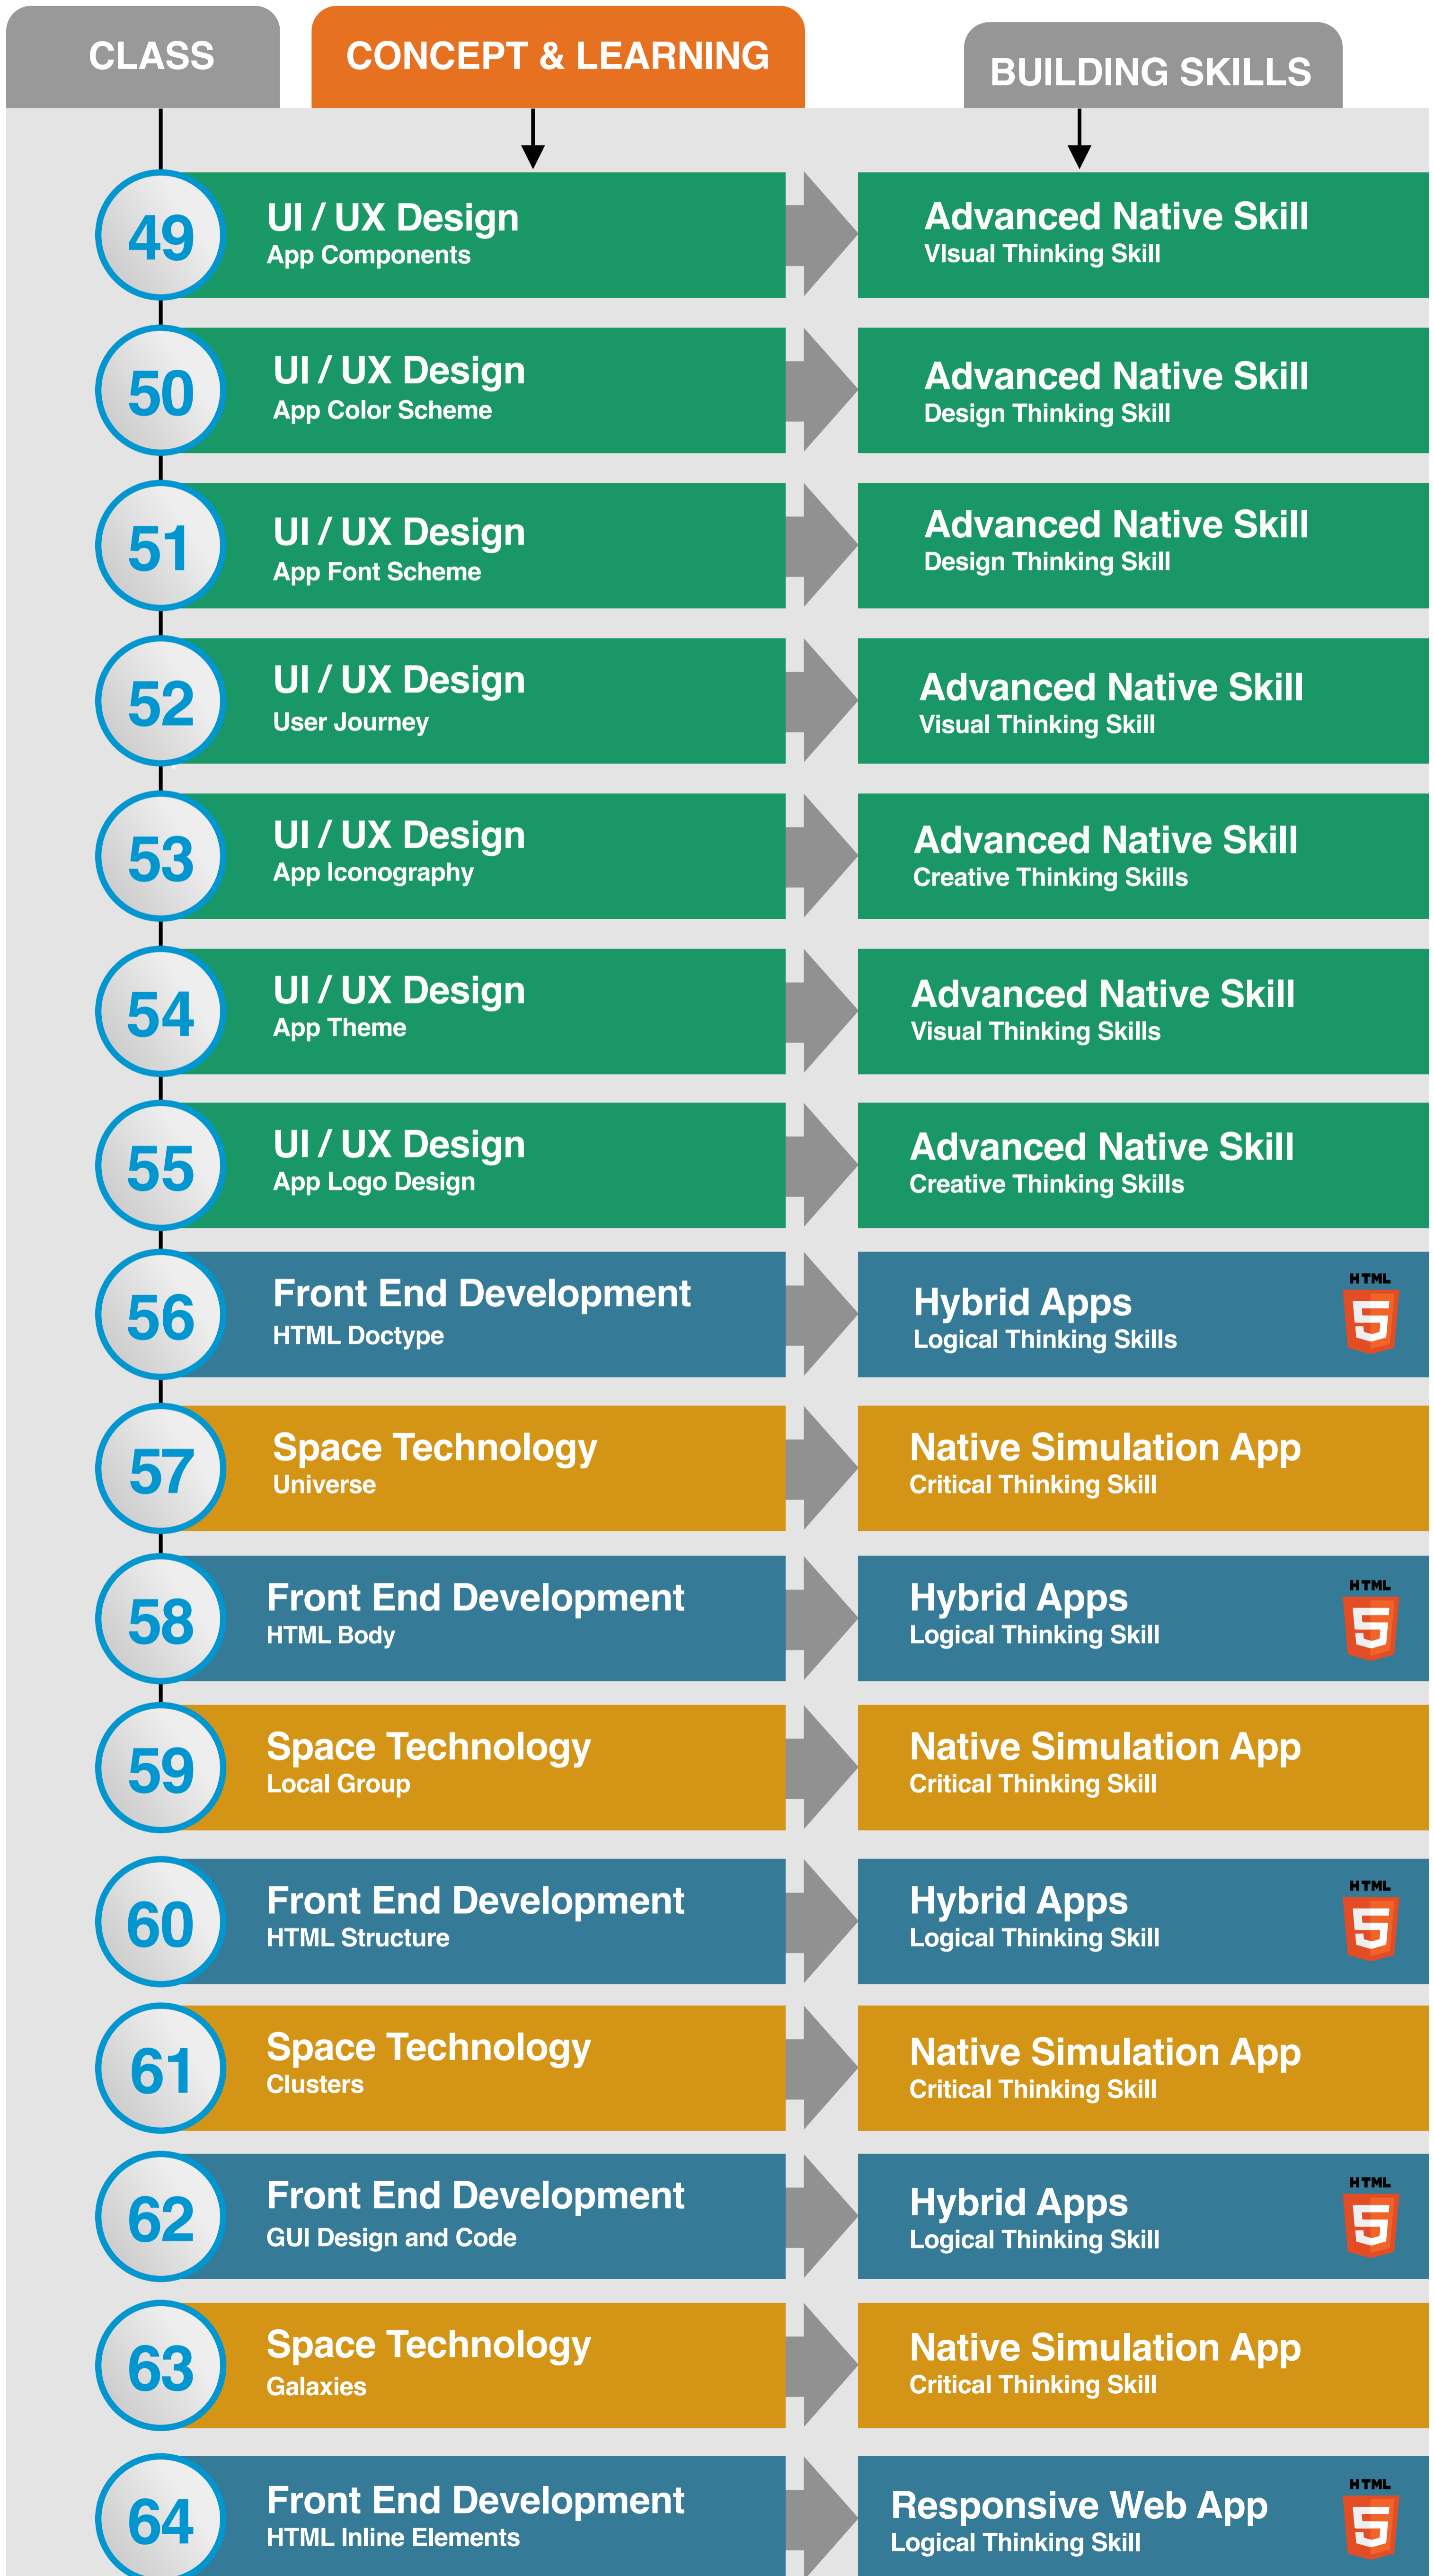 CLASS
CONCEPT & LEARNING
BUILDING SKILLS
49
UI / UX Design
App Components
Advanced Native Skill
VIsual Thinking Skill
50
UI / UX Design
App Color Scheme
Advanced Native Skill
Design Thinking Skill
51
UI / UX Design
App Font Scheme
Advanced Native Skill
Design Thinking Skill
52
UI / UX Design
User Journey
Advanced Native Skill
Visual Thinking Skill
53
UI / UX Design
App Iconography
Advanced Native Skill
Creative Thinking Skills
54
UI / UX Design
App Theme
Advanced Native Skill
Visual Thinking Skills
55
UI / UX Design
App Logo Design
Advanced Native Skill
Creative Thinking Skills
56
Front End Development
HTML Doctype
Hybrid Apps
Logical Thinking Skills
HTML
5
57
Space Technology
Universe
Native Simulation App
Critical Thinking Skill
58
Front End Development
HTML Body
Hybrid Apps
Logical Thinking Skill
HTML
5
59
Space Technology
Local Group
Native Simulation App
Critical Thinking Skill
60
Front End Development
HTML Structure
Hybrid Apps
Logical Thinking Skill
HTML
5
61
Space Technology
Clusters
Native Simulation App
Critical Thinking Skill
62
Front End Development
GUI Design and Code
Hybrid Apps
Logical Thinking Skill
HTML
5
63
Space Technology
Galaxies
Native Simulation App
Critical Thinking Skill
64
Front End Development
HTML Inline Elements
Responsive Web App
Logical Thinking Skill
HTML
5